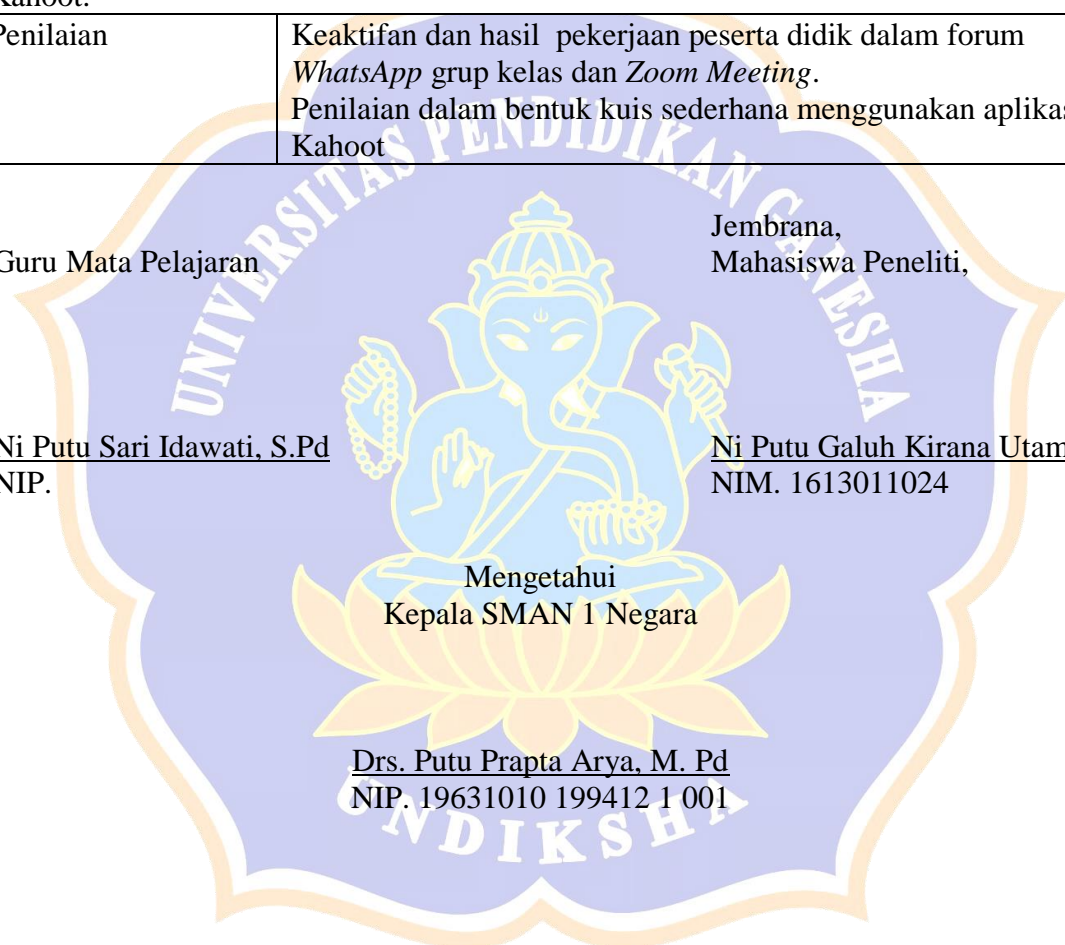 Kahoot.
Penilaian
Keaktifan dan hasil pekerjaan peserta didik dalam forum
WhatsApp grup kelas dan Zoom Meeting.
Penilaian dalam bentuk kuis sederhana menggunakan aplikas
Kahoot
Jembrana,
Guru Mata Pelajaran
Mahasiswa Peneliti,
Ni Putu Sari Idawati, S.Pd
NIP.
Ni Putu Galuh Kirana Utam
NIM. 1613011024
Mengetahui
Kepala SMAN 1 Negara
Drs. Putu Prapta Arya, M. Pd
NIP. 19631010 199412 1 001
UNIVERSITAS PENDIDIKAN GANESHA
UNDIKSHA